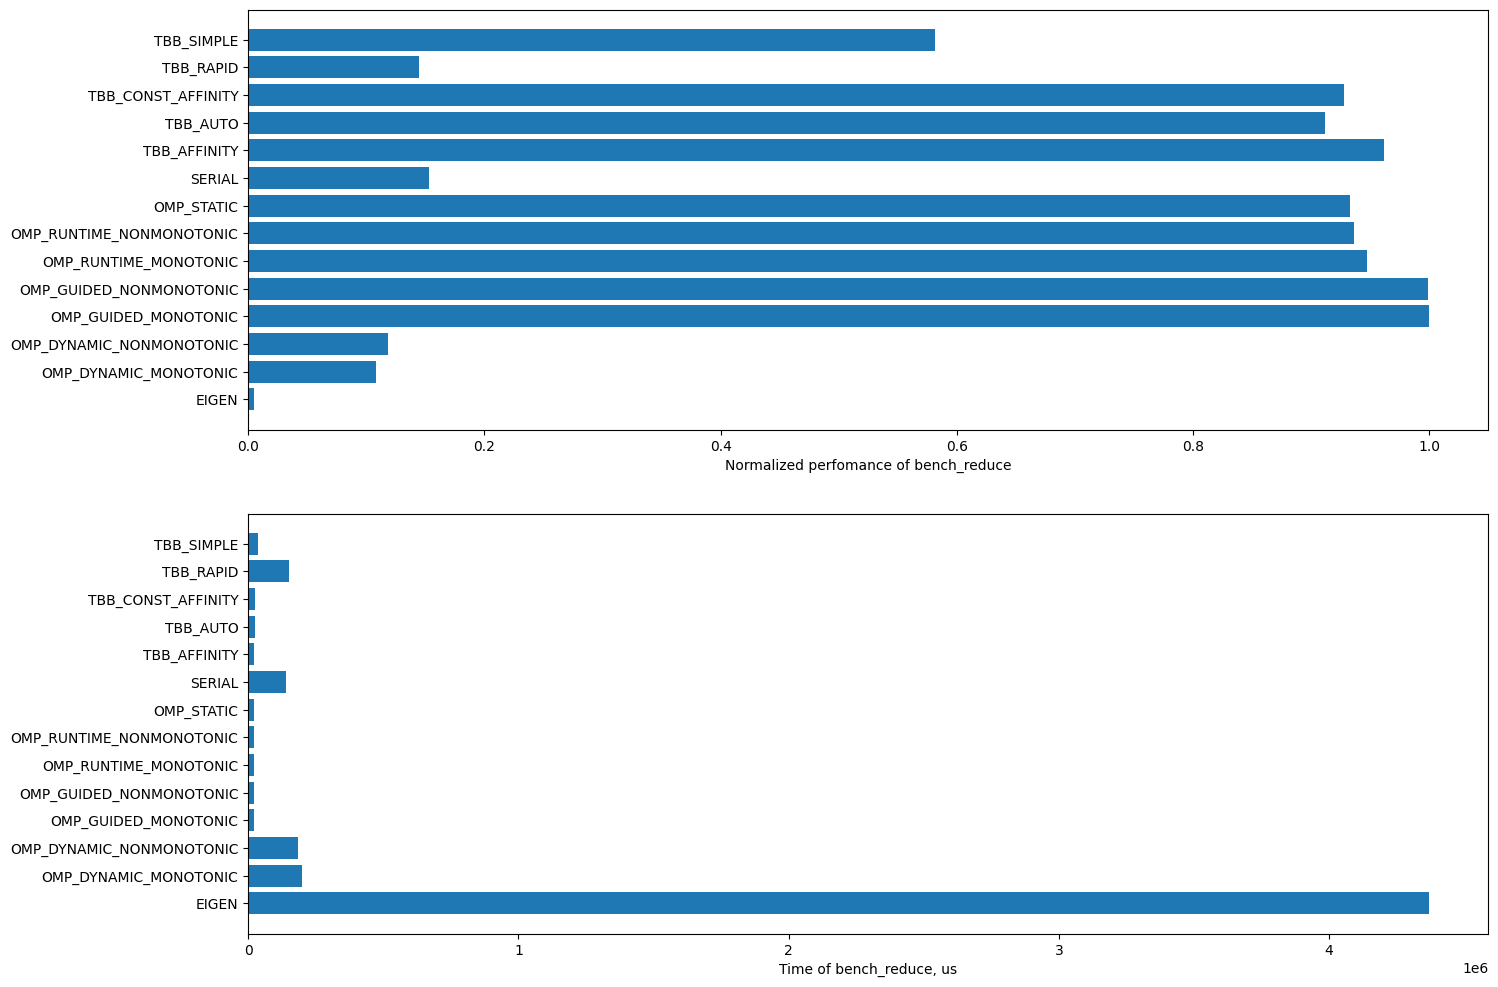 TBB_SIMPLE
TBB_RAPID
TBB_CONST_AFFINITY
TBB_AUTO
TBB_AFFINITY
SERIAL
OMP_STATIC
OMP_RUNTIME_NONMONOTONIC
OMP_RUNTIME_MONOTONIC
OMP_GUIDED_NONMONOTONIC
OMP_GUIDED_MONOTONIC
OMP_DYNAMIC_NONMONOTONIC
OMP_DYNAMIC_MONOTONIC
EIGEN
0.0 0.2 0.4 0.6 0.8 1.0
Normalized perfomance of bench_reduce
TBB_SIMPLE
TBB_RAPID
TBB_CONST_AFFINITY
TBB_AUTO
TBB_AFFINITY
SERIAL
OMP_STATIC
OMP_RUNTIME_NONMONOTONIC
OMP_RUNTIME_MONOTONIC
OMP_GUIDED_NONMONOTONIC
OMP_GUIDED_MONOTONIC
OMP_DYNAMIC_NONMONOTONIC
OMP_DYNAMIC_MONOTONIC
EIGEN
0 1 2 3 4
Time of bench_reduce, us 1e6